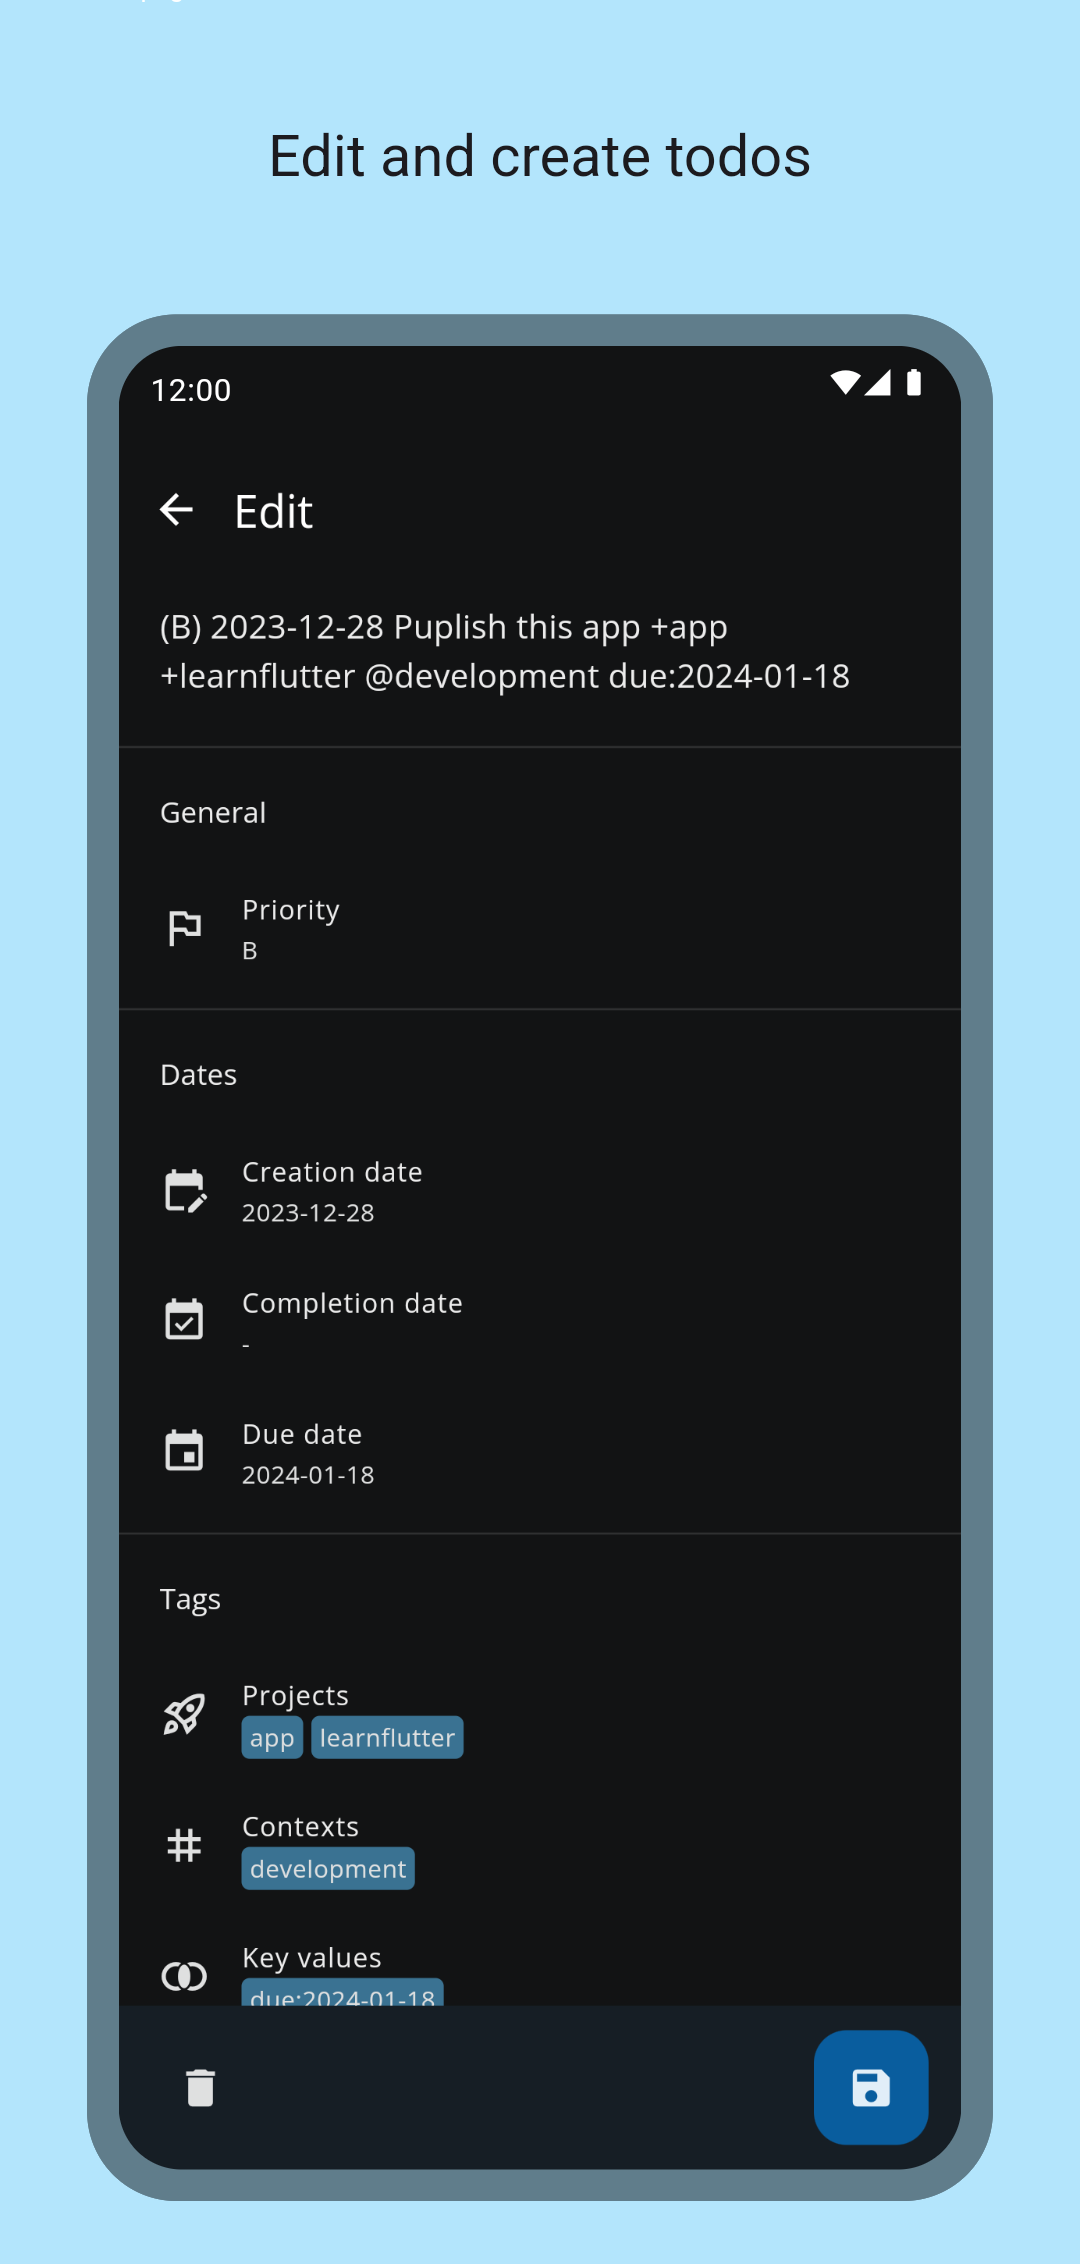 Edit and create todos
12:00
Edit
(B) 2023-12-28 Puplish this app +app
+learnflutter @development due:2024-01-18
General
Priority
B
Dates
Creation date
2023-12-28
Completion date
-
Due date
2024-01-18
Tags
Projects
app learnflutter
Contexts
development
Key values
due:2024-01-18